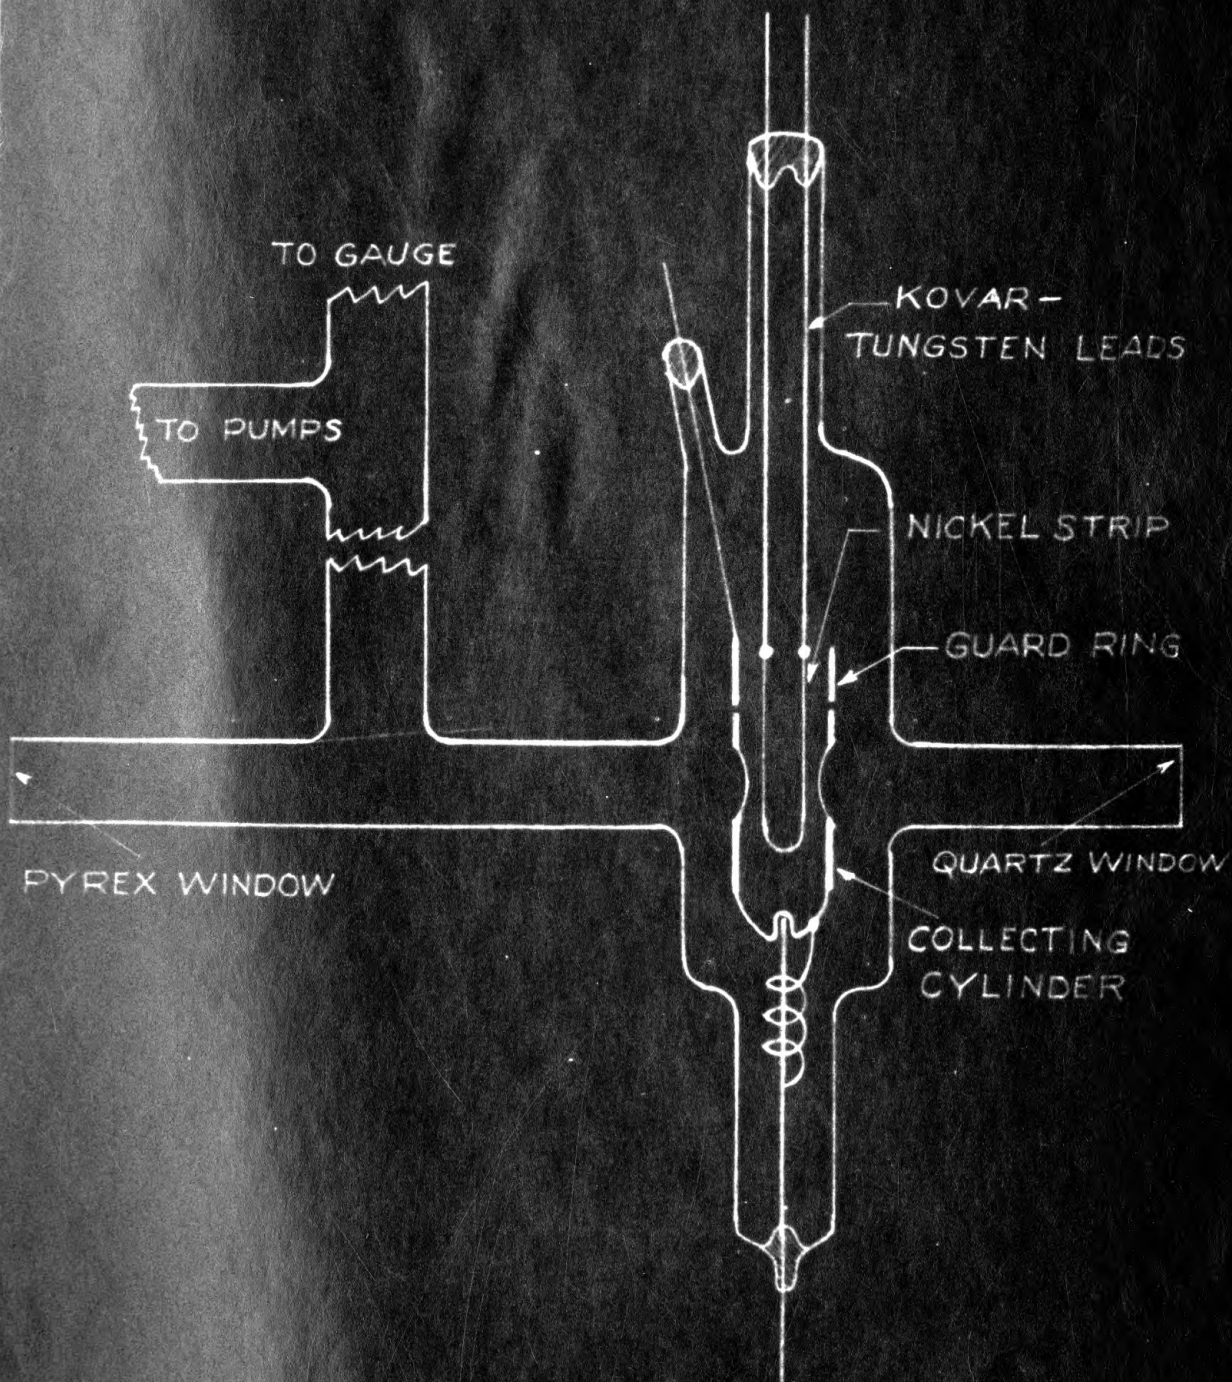 TO GAUGE
TO PUMPS
KOVAR-
TUNGSTEN LEADS
NICKEL STRIP
GUARD RING
PYREX WINDOW
QUARTZ WINDOW
COLLECTING
CYLINDER